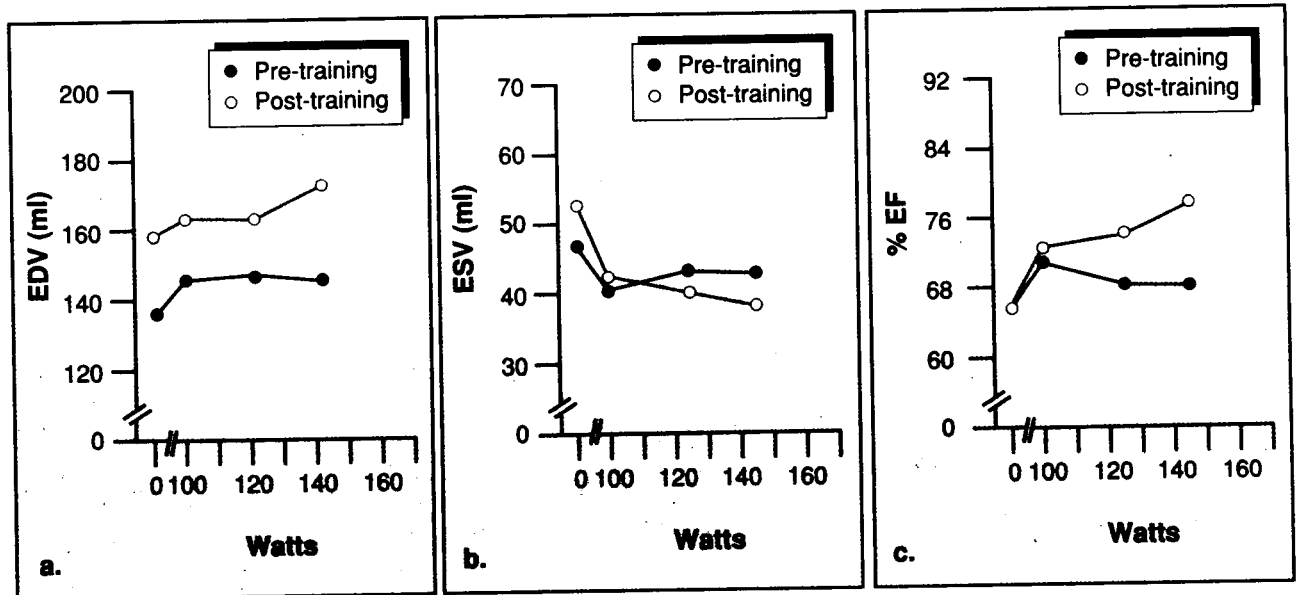 Pre-training
Post-training
200
180
160
140
120
0
EDV (ml)
0 100 120 140 160
Watts
a.
Pre-training
Post-training
70
60
50
40
30
0
ESV (ml)
0 100 120 140 160
Watts
b.
Pre-training
Post-training
92
84
76
68
60
0
% EF
0 100 120 140 160
Watts
c.